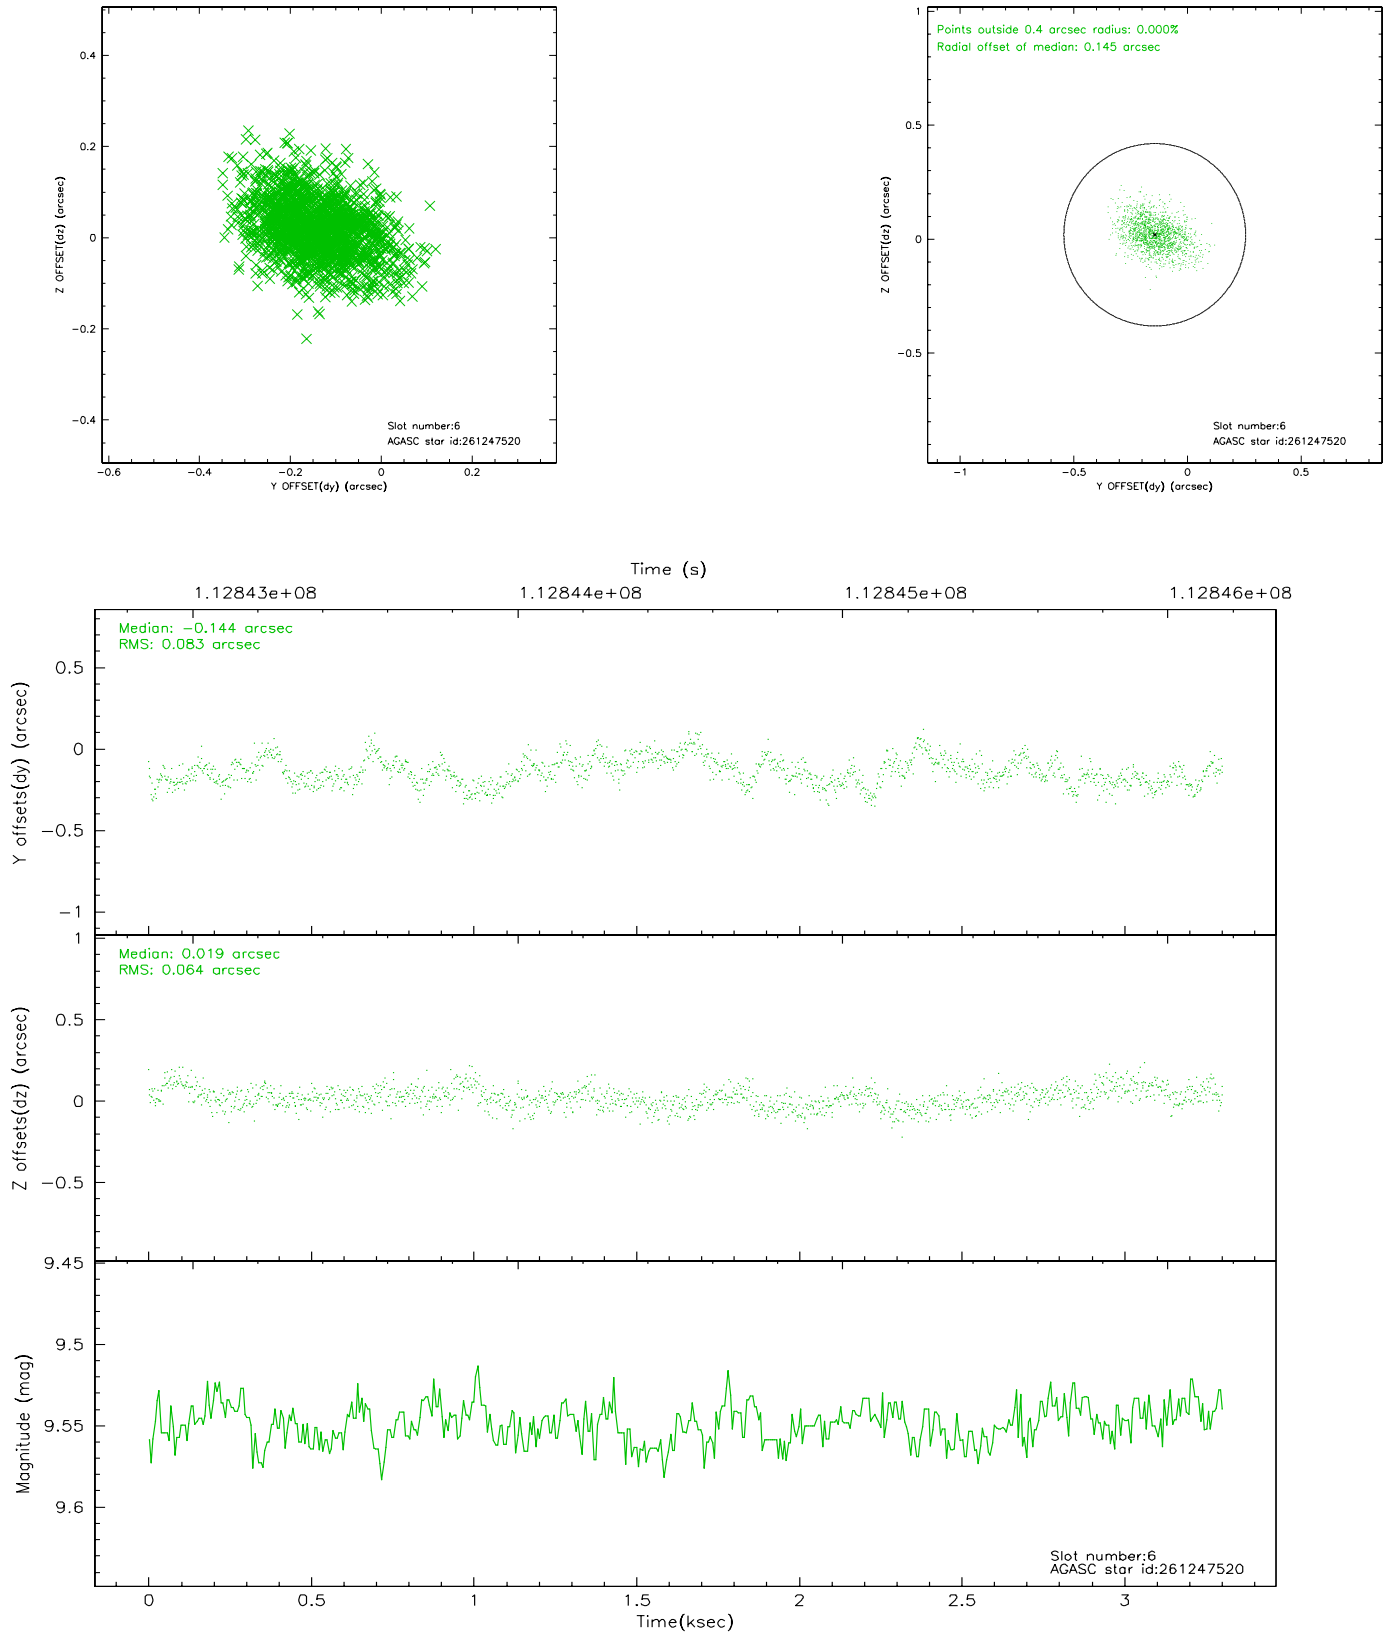 0.4
0.2
0
−0.2
−0.4
Z OFFSET(dz) (arcsec)
Slot number:6
AGASC star id:261247520
−0.6 −0.4 −0.2 0 0.2
Y OFFSET(dy) (arcsec)
Points outside 0.4 arcsec radius: 0.000%
Radial offset of median: 0.145 arcsec
1
0.5
0
−0.5
Z OFFSET(dz) (arcsec)
Slot number:6
AGASC star id:261247520
−1 −0.5 0 0.5
Y OFFSET(dy) (arcsec)
Time (s)
1.12843e+08 1.12844e+08 1.12845e+08 1.12846e+08
Median: −0.144 arcsec
RMS: 0.083 arcsec
0.5
0
−0.5
−1
Y offsets(dy) (arcsec)
Median: 0.019 arcsec
RMS: 0.064 arcsec
1
0.5
0
−0.5
Z offsets(dz) (arcsec)
9.45
9.5
9.55
9.6
Magnitude (mag)
Slot number:6
AGASC star id:261247520
0 0.5 1 1.5 2 2.5 3
Time(ksec)